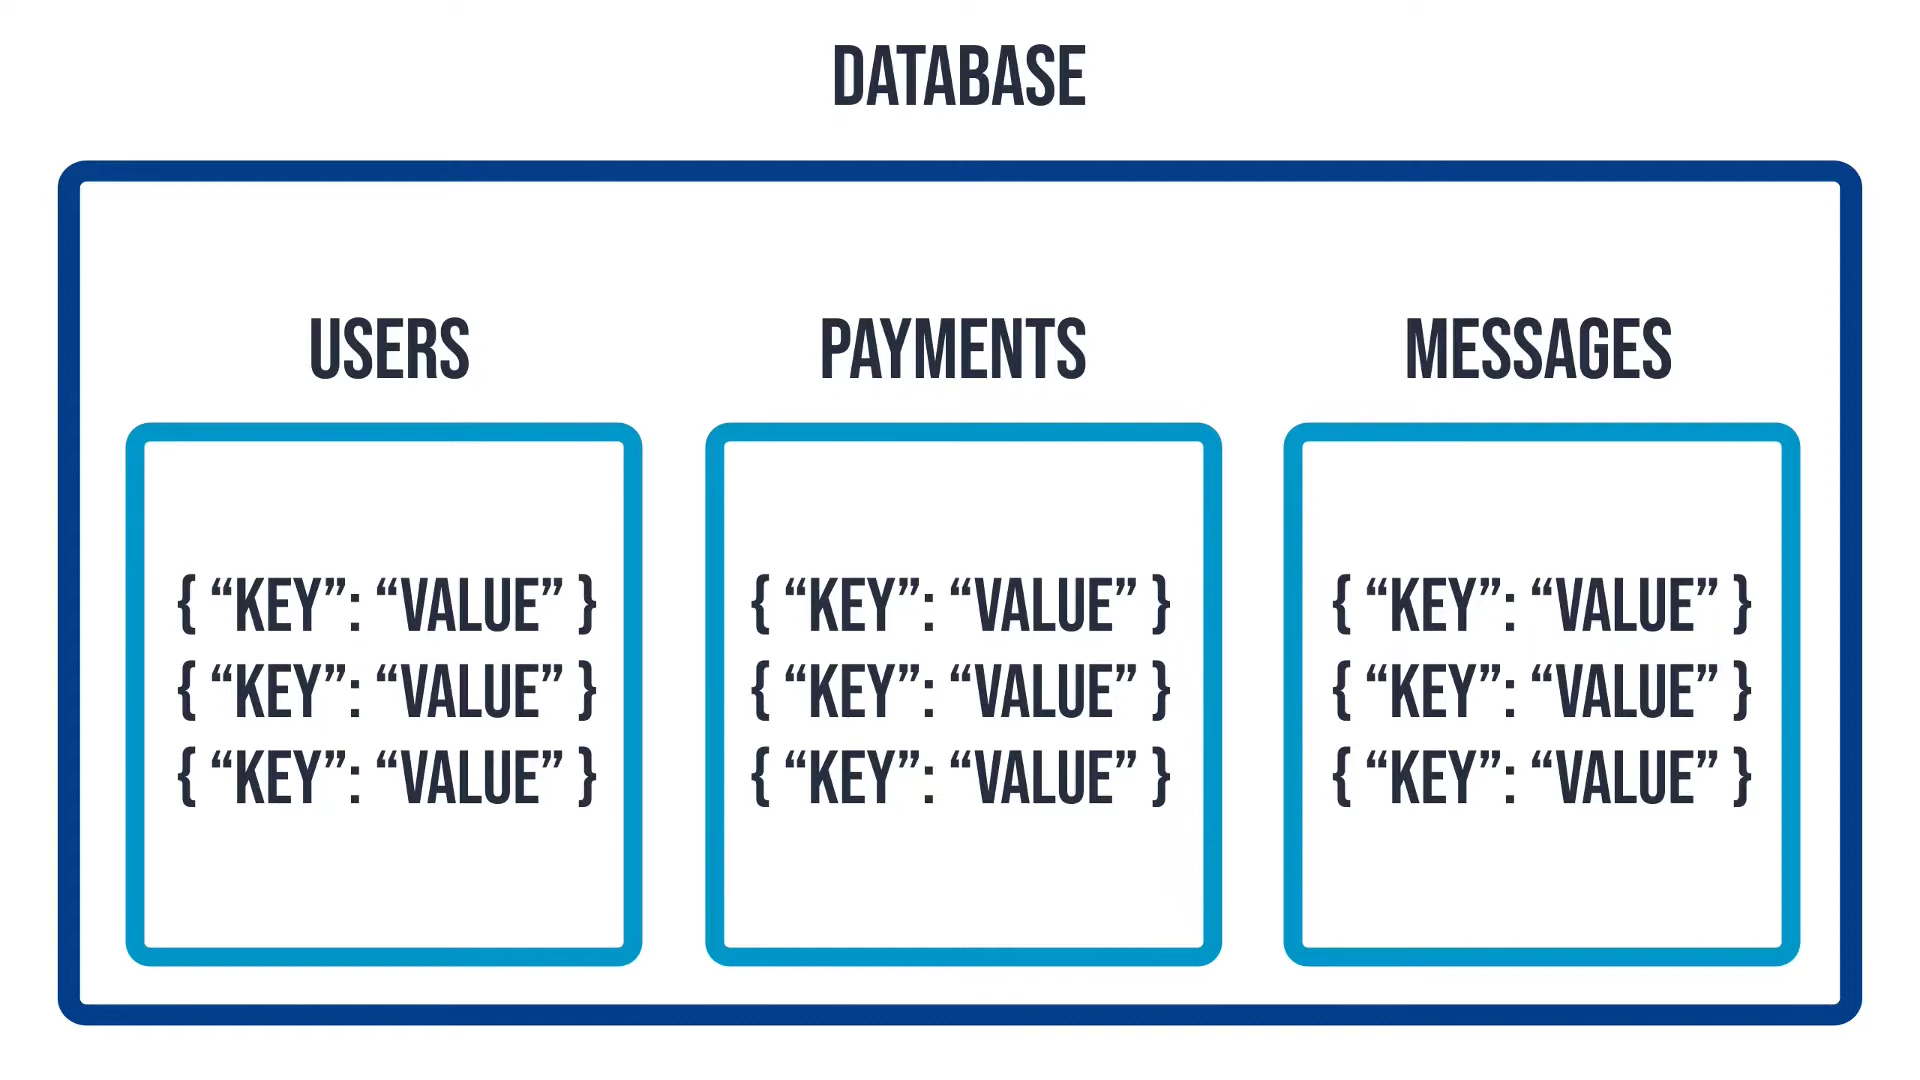 DATABASE
USERS
{ “KEY”: “VALUE” }
{ “KEY”: “VALUE” }
{ “KEY”: “VALUE” }
PAYMENTS
{ “KEY”: “VALUE” }
{ “KEY”: “VALUE” }
{ “KEY”: “VALUE” }
MESSAGES
{ “KEY”: “VALUE” }
{ “KEY”: “VALUE” }
{ “KEY”: “VALUE” }